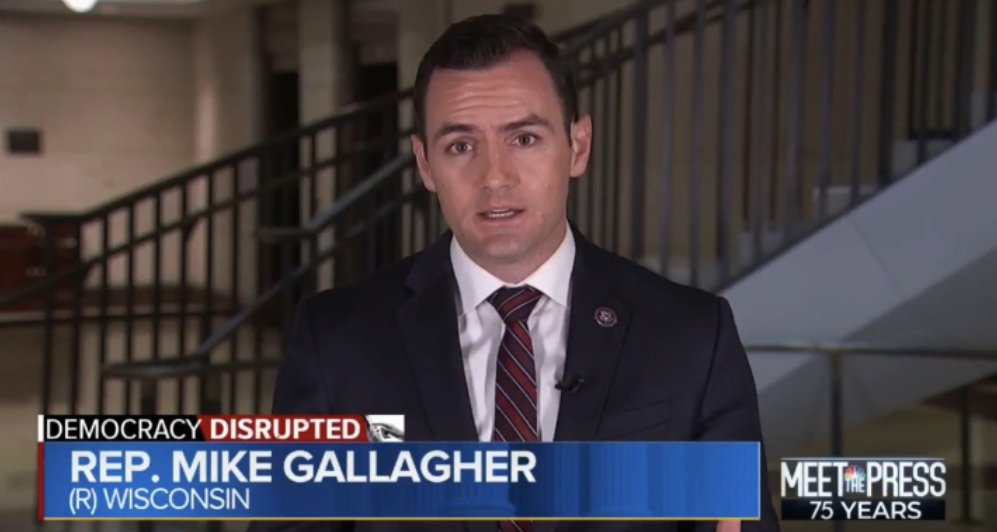 DEMOCRACY DISRUPTED
REP. MIKE GALLAGHER
(R) WISCONSIN
MEET THE PRESS
75 YEARS